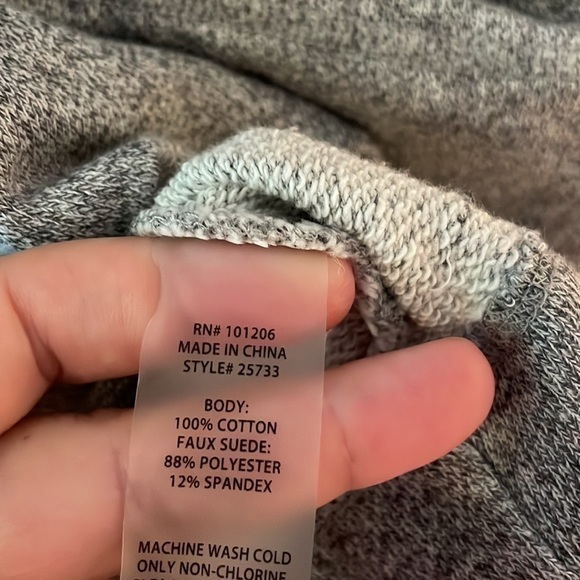 RN# 101206
MADE IN CHINA
STYLE# 25733
BODY:
100% COTTON
FAUX SUEDE:
88% POLYESTER
12% SPANDEX
MACHINE WASH COLD
ONLY NON-CHLORINE